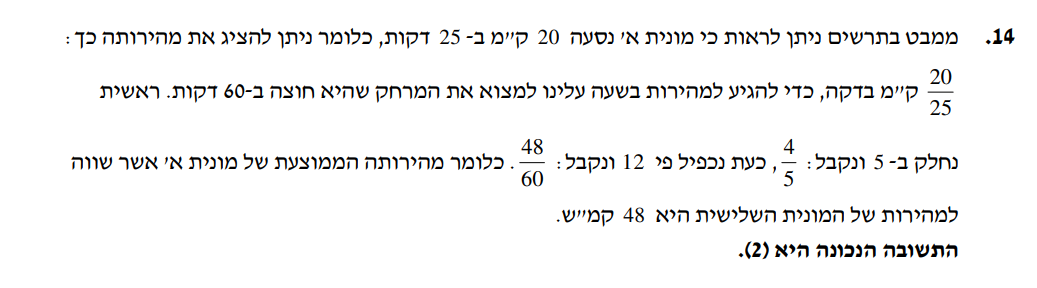 14. ממבט בתרשים ניתן לראות כי מונית א' נסעה 20 ק"מ ב- 25 דקות, כלומר ניתן להציג את מהירותה כך :
20/25 ק"מ בדקה, כדי להגיע למהירות בשעה עלינו למצוא את המרחק שהיא חוצה ב-60 דקות. ראשית
נחלק ב- 5 ונקבל : 4/5 , כעת נכפיל פי 12 ונקבל : 48/60 . כלומר מהירותה הממוצעת של מונית א' אשר שווה
למהירות של המונית השלישית היא 48 קמ"ש.
התשובה הנכונה היא (2).